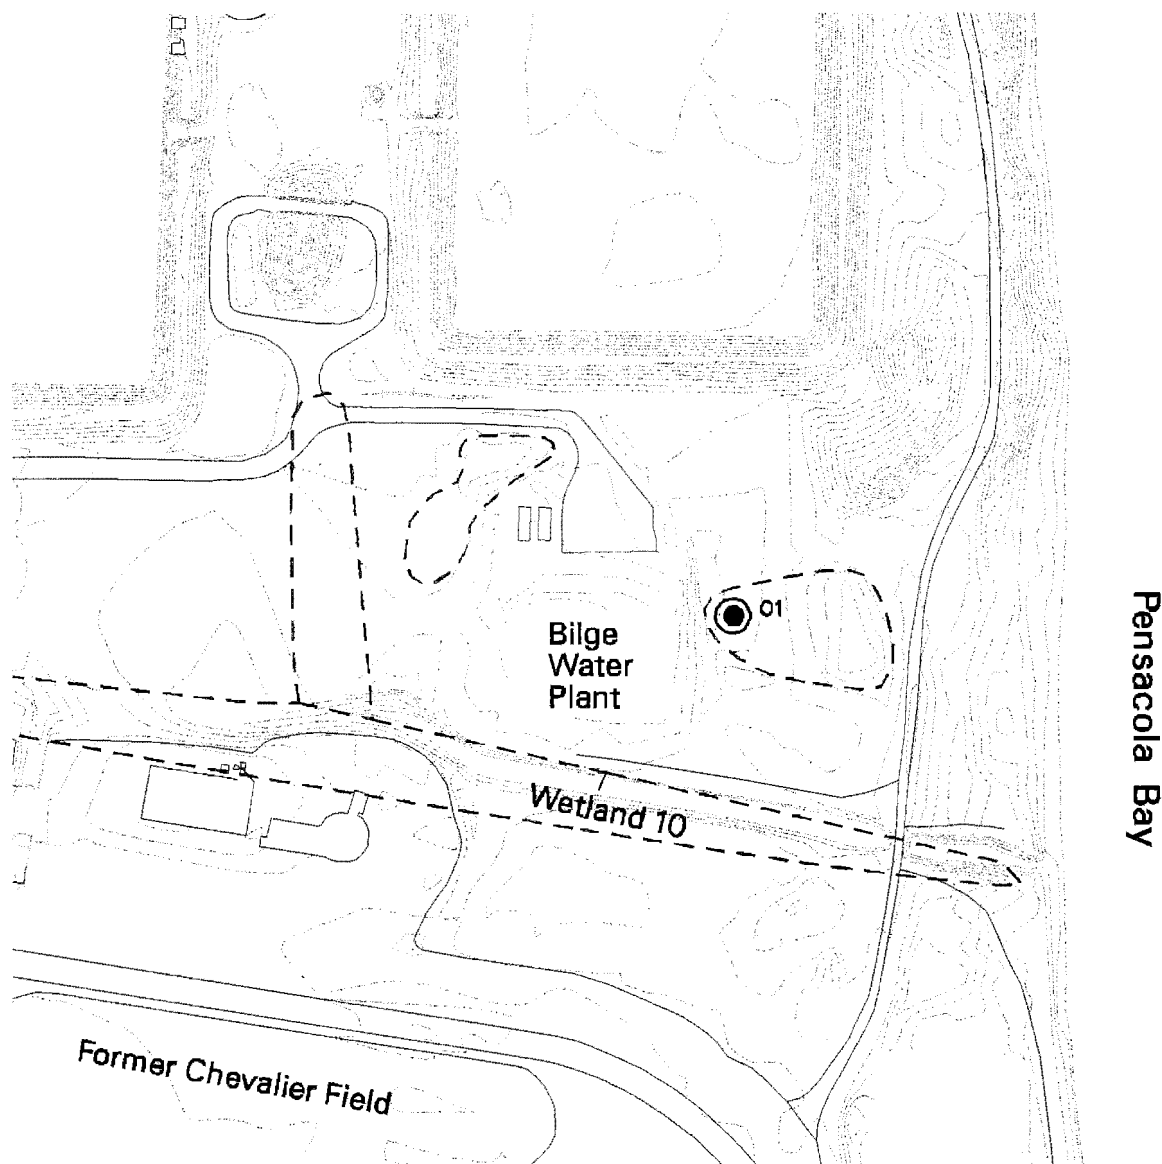 01
Bilge
Water
Plant
Pensacola Bay
Wetland 10
Former Chevalier Field